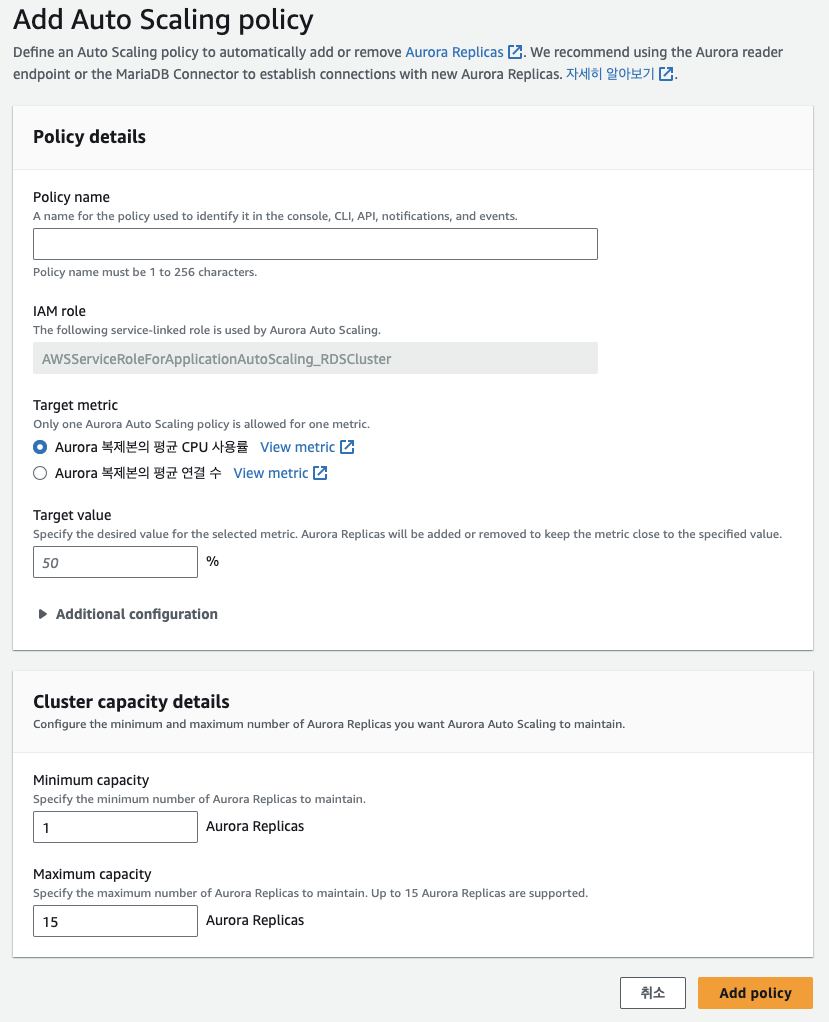 Add Auto Scaling policy
Define an Auto Scaling policy to automatically add or remove Aurora Replicas. We recommend using the Aurora reader
endpoint or the MariaDB Connector to establish connections with new Aurora Replicas. 자세히 알아보기.
Policy details
Policy name
A name for the policy used to identify it in the console, CLI, API, notifications, and events.
Policy name must be 1 to 256 characters.
IAM role
The following service-linked role is used by Aurora Auto Scaling.
AWSServiceRoleForApplicationAutoScaling_RDSCluster
Target metric
Only one Aurora Auto Scaling policy is allowed for one metric.
Aurora 복제본의 평균 CPU 사용률 View metric
Aurora 복제본의 평균 연결 수 View metric
Target value
Specify the desired value for the selected metric. Aurora Replicas will be added or removed to keep the metric close to the specified value.
50 %
Additional configuration
Cluster capacity details
Configure the minimum and maximum number of Aurora Replicas you want Aurora Auto Scaling to maintain.
Minimum capacity
Specify the minimum number of Aurora Replicas to maintain.
1 Aurora Replicas
Maximum capacity
Specify the maximum number of Aurora Replicas to maintain. Up to 15 Aurora Replicas are supported.
15 Aurora Replicas
취소 Add policy